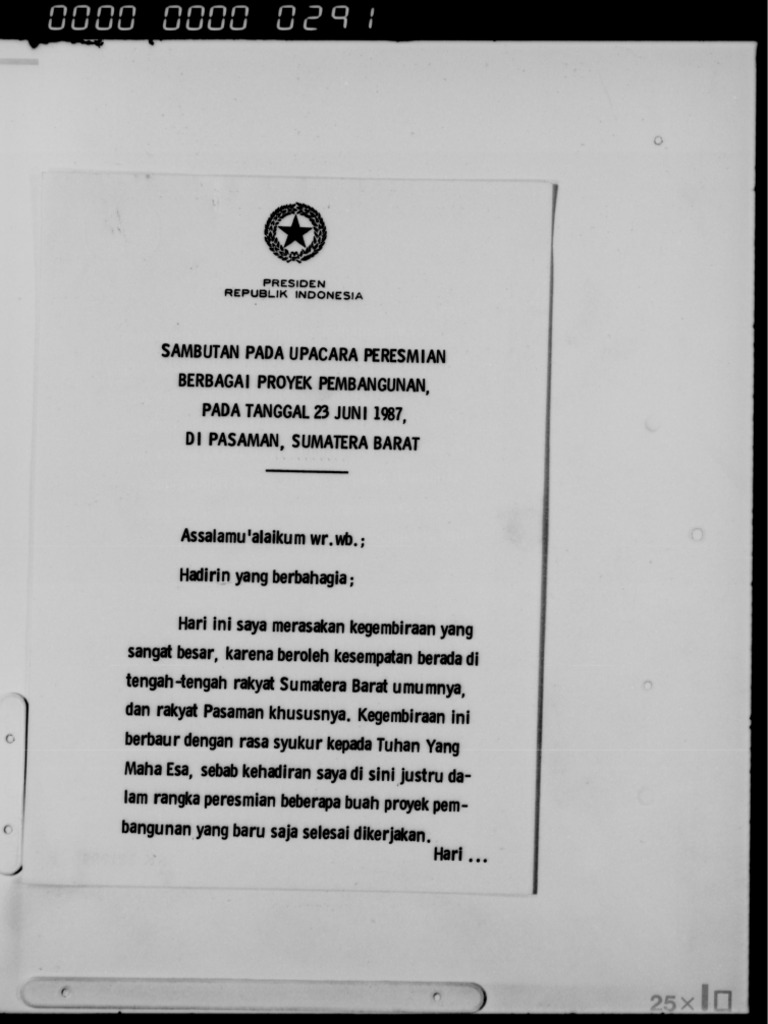 0000 0000 0291
PRESIDEN
REPUBLIK INDONESIA
SAMBUTAN PADA UPACARA PERESMIAN
BERBAGAI PROYEK PEMBANGUNAN,
PADA TANGGAL 23 JUNI 1987,
DI PASAMAN, SUMATERA BARAT
Assalamu'alaikum wr.wb.;
Hadirin yang berbahagia;
Hari ini saya merasakan kegembiraan yang
sangat besar, karena beroleh kesempatan berada di
tengah-tengah rakyat Sumatera Barat umumnya,
dan rakyat Pasaman khususnya. Kegembiraan ini
berbaur dengan rasa syukur kepada Tuhan Yang
Maha Esa, sebab kehadiran saya di sini justru da-
lam rangka peresmian beberapa buah proyek pem-
bangunan yang baru saja selesai dikerjakan.
Hari ...
25×